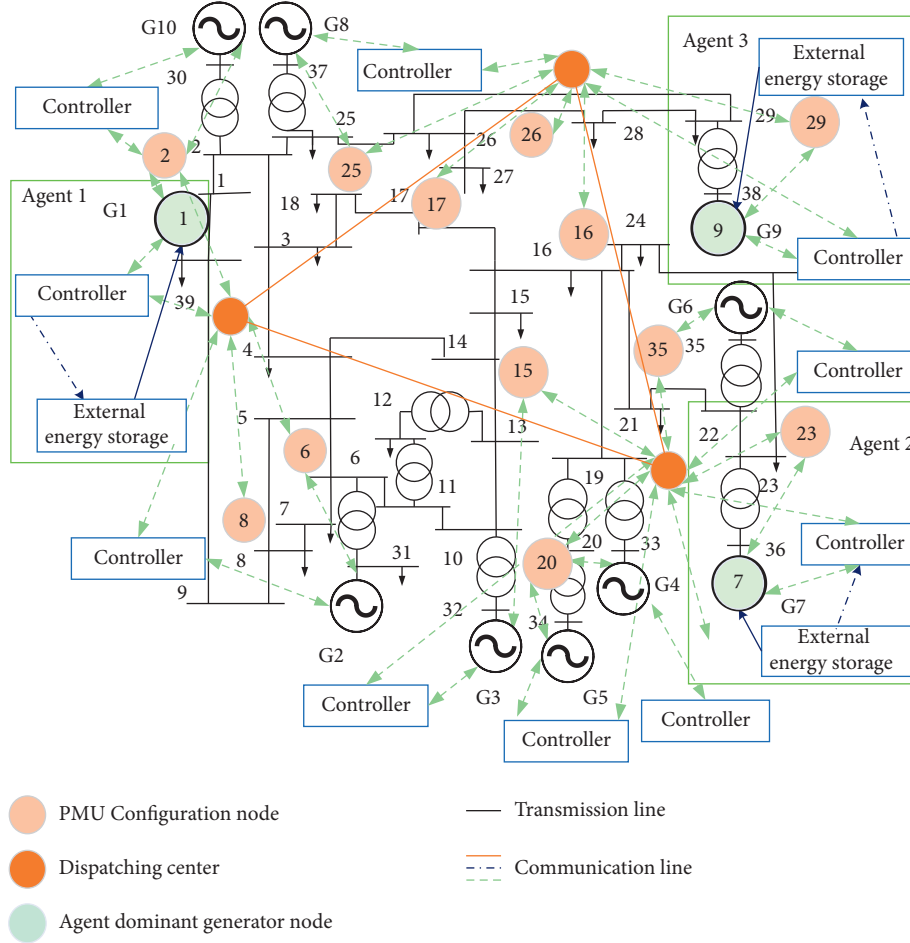 G10
G8
Agent 3
External
energy storage
Controller
Controller
30
37
25
26
28
29
29
2
2
26
25
27
1
17
17
38
Agent 1
G1
1
18
16
24
9
G9
3
16
Controller
Controller
39
15
G6
4
14
15
35
35
Controller
External
energy storage
12
5
13
21
22
23
Agent 2
6
6
19
23
11
8
7
Controller
8
31
10
20
20
33
36
Controller
9
32
34
G4
7
G7
G2
External
energy storage
G3
G5
Controller
Controller
Controller
PMU Configuration node
Transmission line
Dispatching center
Communication line
Agent dominant generator node